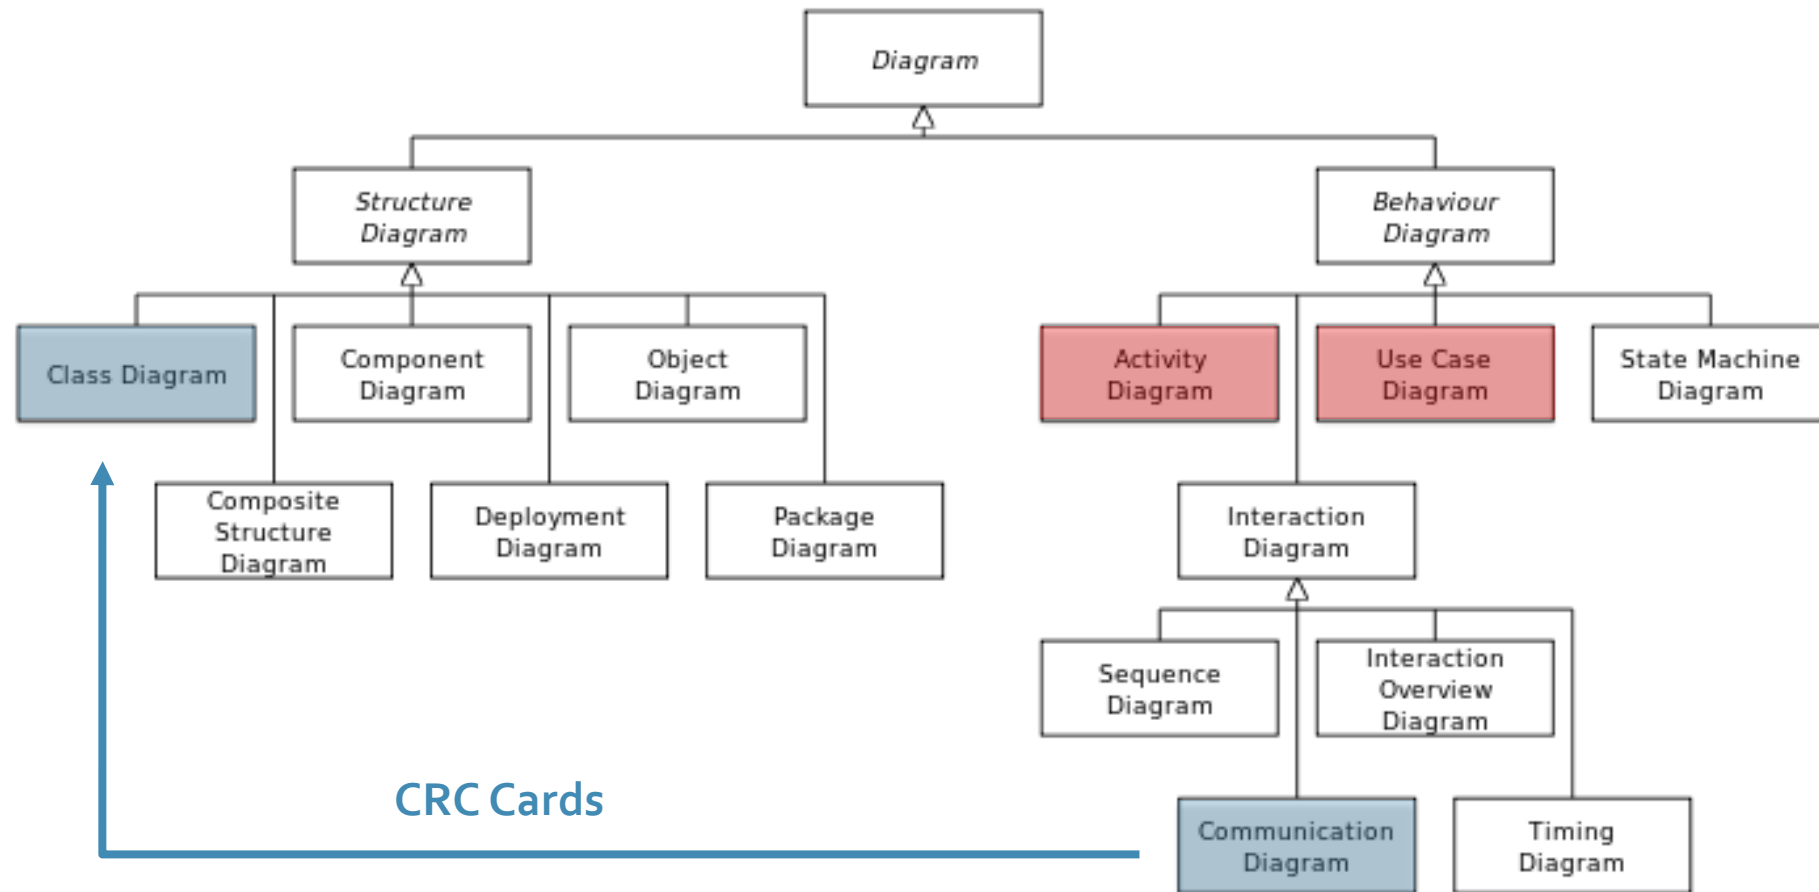 Diagram
Structure
Diagram
Behaviour
Diagram
Class Diagram
Component
Diagram
Object
Diagram
Activity
Diagram
Use Case
Diagram
State Machine
Diagram
Composite
Structure
Diagram
Deployment
Diagram
Package
Diagram
Interaction
Diagram
Sequence
Diagram
Interaction
Overview
Diagram
CRC Cards
Communication
Diagram
Timing
Diagram